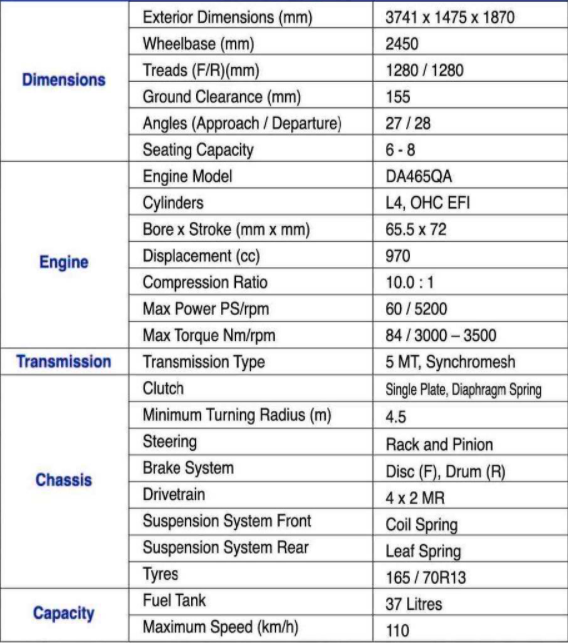 Dimensions
Exterior Dimensions (mm) 3741 x 1475 x 1870
Wheelbase (mm) 2450
Treads (F/R)(mm) 1280 / 1280
Ground Clearance (mm) 155
Angles (Approach / Departure) 27 / 28
Seating Capacity 6 - 8
Engine
Engine Model DA465QA
Cylinders L4, OHC EFI
Bore x Stroke (mm x mm) 65.5 x 72
Displacement (cc) 970
Compression Ratio 10.0 : 1
Max Power PS/rpm 60 / 5200
Max Torque Nm/rpm 84 / 3000 – 3500
Transmission Transmission Type 5 MT, Synchromesh
Chassis
Clutch Single Plate, Diaphragm Spring
Minimum Turning Radius (m) 4.5
Steering Rack and Pinion
Brake System Disc (F), Drum (R)
Drivetrain 4 x 2 MR
Suspension System Front Coil Spring
Suspension System Rear Leaf Spring
Tyres 165 / 70R13
Capacity
Fuel Tank 37 Litres
Maximum Speed (km/h) 110